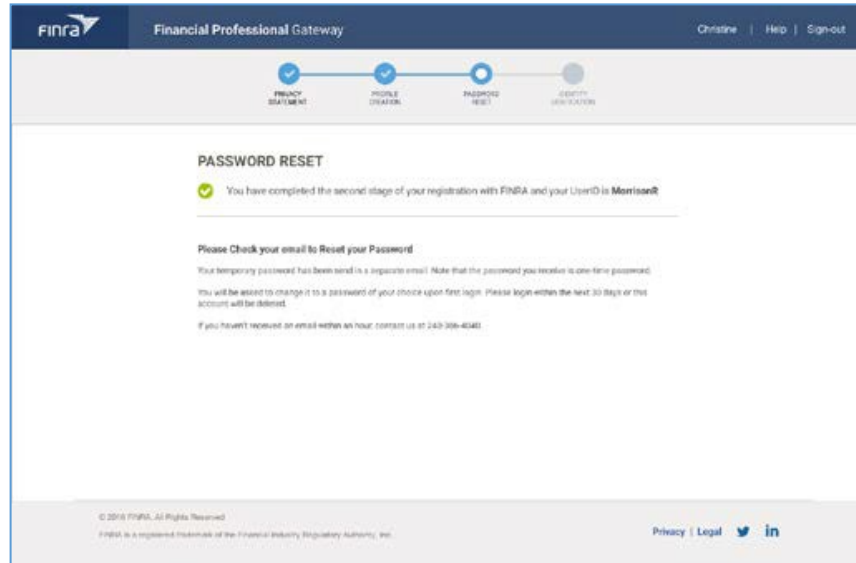 Finra
Financial Professional Gateway
Christine | Help | Sign-out
PRIVACY
STATEMENT
PROFILE
CREATION
PASSWORD
RESET
IDENTITY
VERIFICATION
PASSWORD RESET
You have completed the second stage of your registration with FINRA and your UserID is MorrisonR
Please Check your email to Reset your Password
Your temporary password has been send in a separate email. Note that the password you receive is one-time password.
You will be asked to change it to a password of your choice upon first login. Please login within the next 30 days or this
account will be deleted.
If you haven't received an email within an hour, contact us at 240-386-4040.
FINRA, All Rights Reserved
FINRA is a registered trademark of the Financial Industry Regulatory Authority, Inc.
Privacy | Legal
in